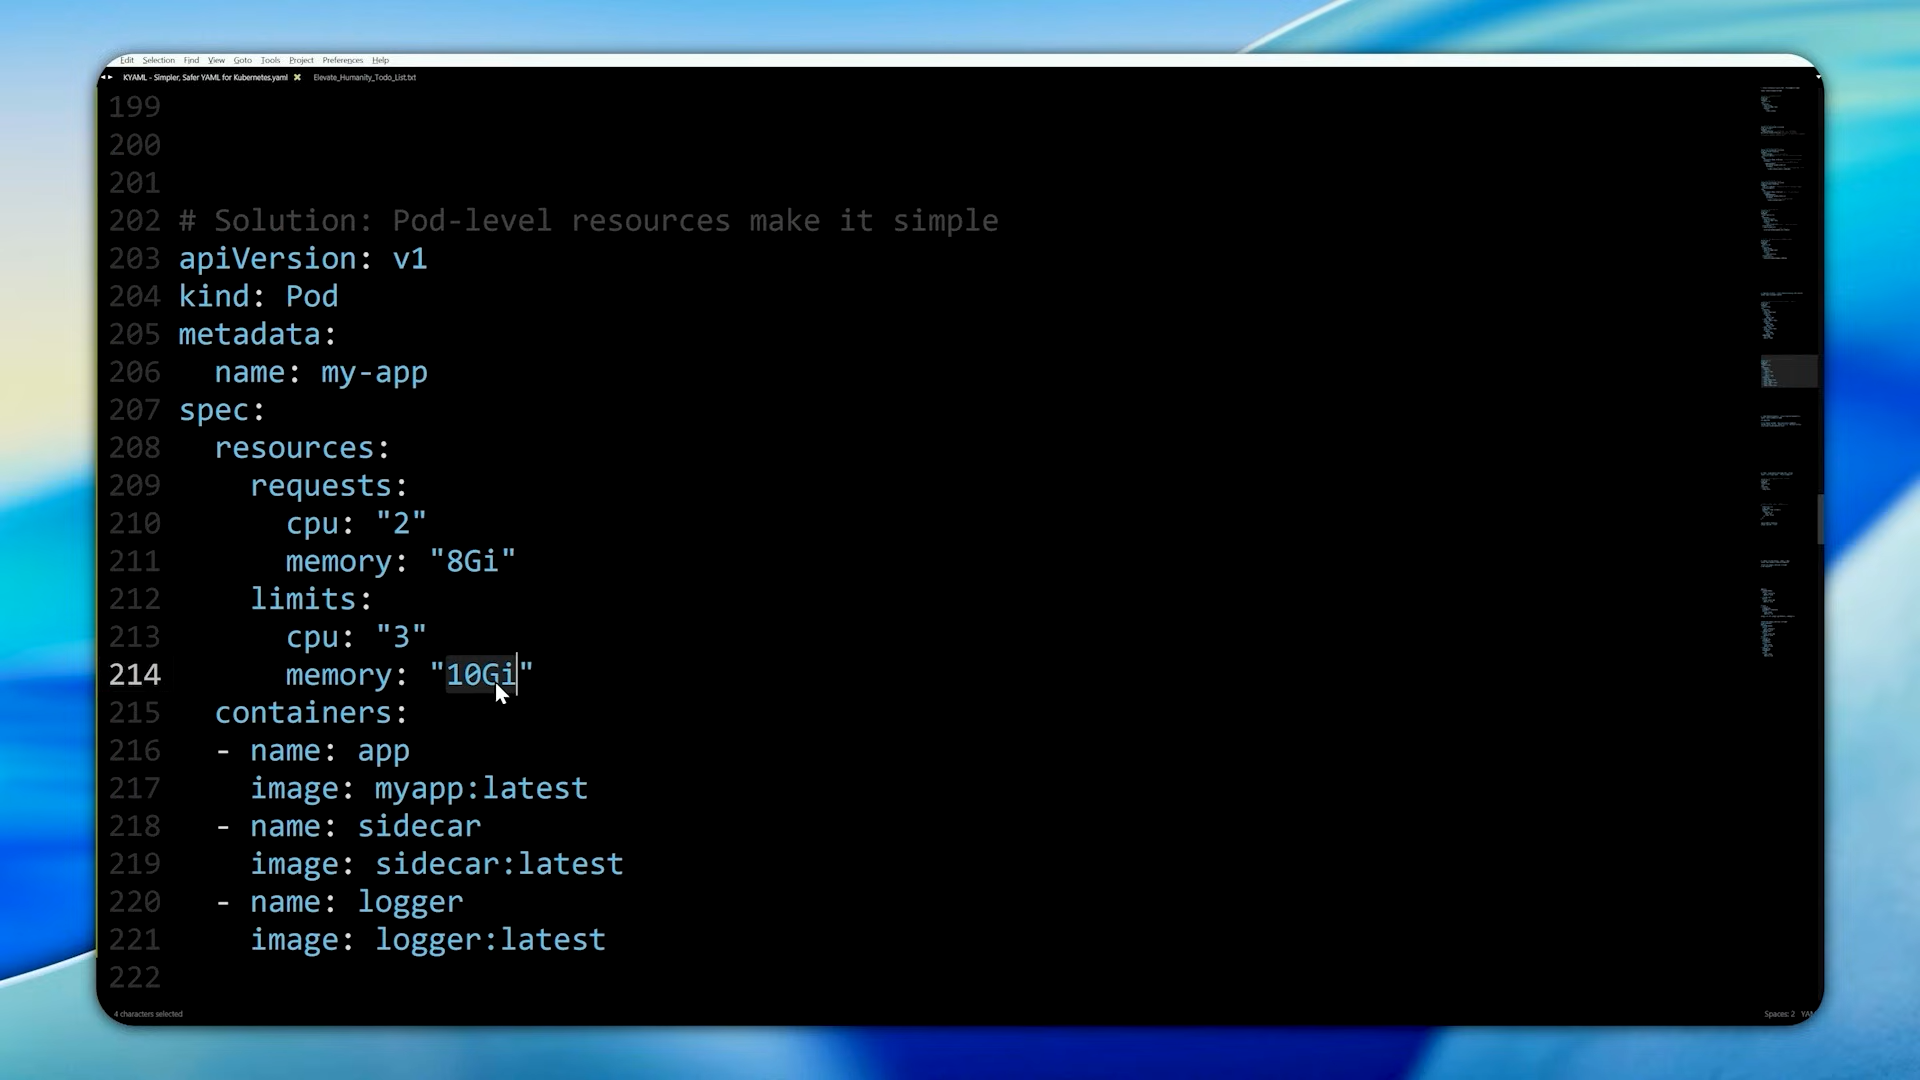 Edit Selection Find View Goto Tools Project Preferences Help
KYAML - Simpler, Safer YAML for Kubernetes.yaml Elevate_Humanity_Todo_List.txt
199
200
201
202 # Solution: Pod-level resources make it simple
203 apiVersion: v1
204 kind: Pod
205 metadata:
206   name: my-app
207 spec:
208   resources:
209     requests:
210       cpu: "2"
211       memory: "8Gi"
212     limits:
213       cpu: "3"
214       memory: "10Gi"
215   containers:
216   - name: app
217     image: myapp:latest
218   - name: sidecar
219     image: sidecar:latest
220   - name: logger
221     image: logger:latest
222
4 characters selected
Spaces: 2